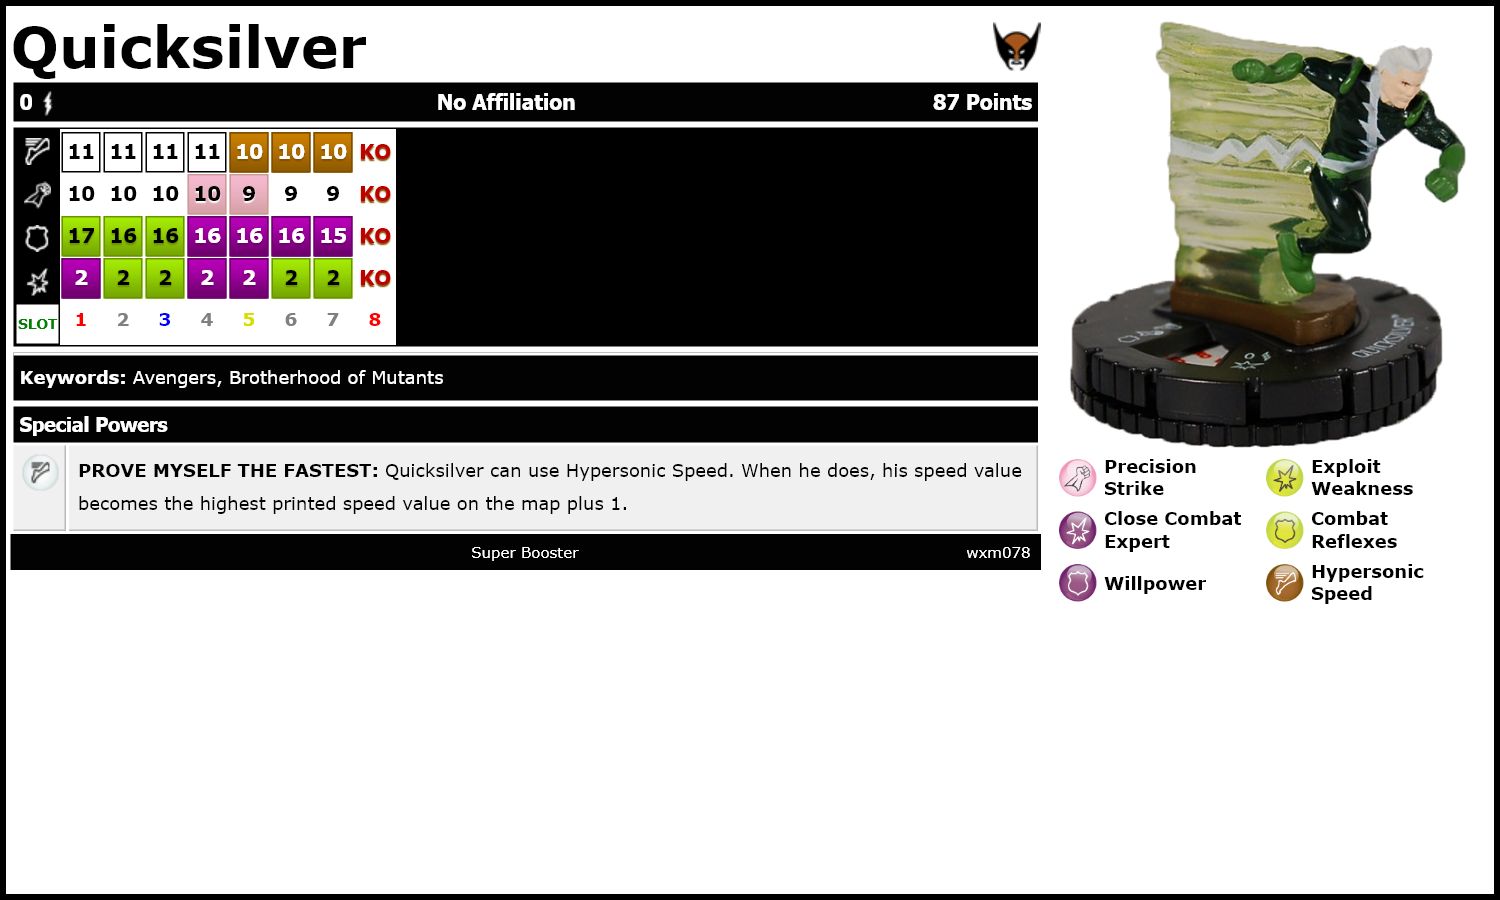 Quicksilver
0 No Affiliation 87 Points
11 11 11 11 10 10 10 KO
10 10 10 10 9 9 9 KO
17 16 16 16 16 16 15 KO
2 2 2 2 2 2 2 KO
SLOT 1 2 3 4 5 6 7 8
Keywords: Avengers, Brotherhood of Mutants
Special Powers
PROVE MYSELF THE FASTEST: Quicksilver can use Hypersonic Speed. When he does, his speed value
becomes the highest printed speed value on the map plus 1.
Super Booster wxm078
QUICKSILVER
Precision
Strike
Exploit
Weakness
Close Combat
Expert
Combat
Reflexes
Willpower
Hypersonic
Speed